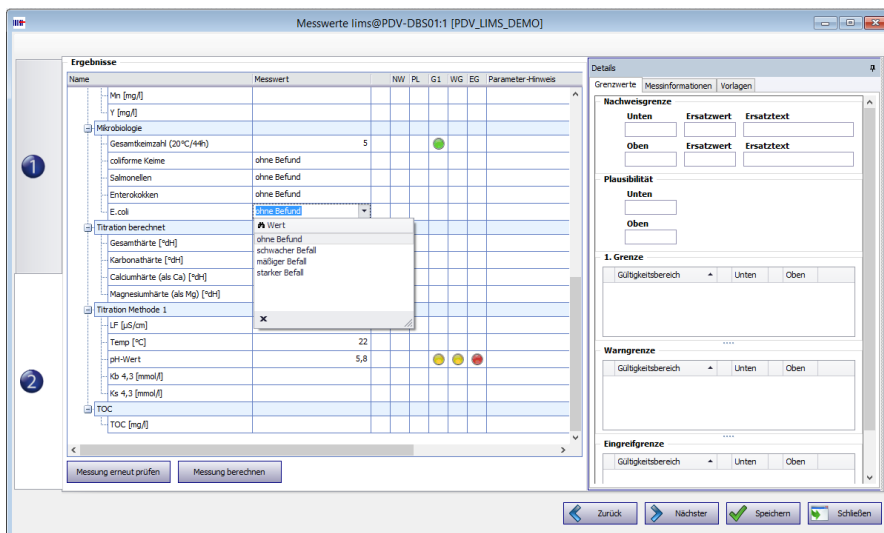 Messwerte lims@PDV-DBS01:1 [PDV_LIMS_DEMO]
Ergebnisse
Name Messwert NW PL G1 WG EG Parameter-Hinweis
Mn [mg/l]
Y [mg/l]
Mikrobiologie
Gesamtkeimzahl (20°C/44h) 5
coliforme Keime ohne Befund
Salmonellen ohne Befund
Enterokokken ohne Befund
E.coli ohne Befund
Wert
ohne Befund
schwacher Befall
mäßiger Befall
starker Befall
Titration berechnet
Gesamthärte [°dH]
Karbonathärte [°dH]
Calciumhärte (als Ca) [°dH]
Magnesiumhärte (als Mg) [°dH]
Titration Methode 1
LF [µS/cm]
Temp [°C] 22
pH-Wert 5,8
Kb 4,3 [mmol/l]
Ks 4,3 [mmol/l]
TOC
TOC [mg/l]
1
2
Messung erneut prüfen Messung berechnen
Details
Grenzwerte Messinformationen Vorlagen
Nachweisgrenze
Unten Ersatzwert Ersatztext
Oben Ersatzwert Ersatztext
Plausibilität
Unten
Oben
1. Grenze
Gültigkeitsbereich Unten Oben
Warngrenze
Gültigkeitsbereich Unten Oben
Eingreifgrenze
Gültigkeitsbereich Unten Oben
Zurück Nächster Speichern Schließen